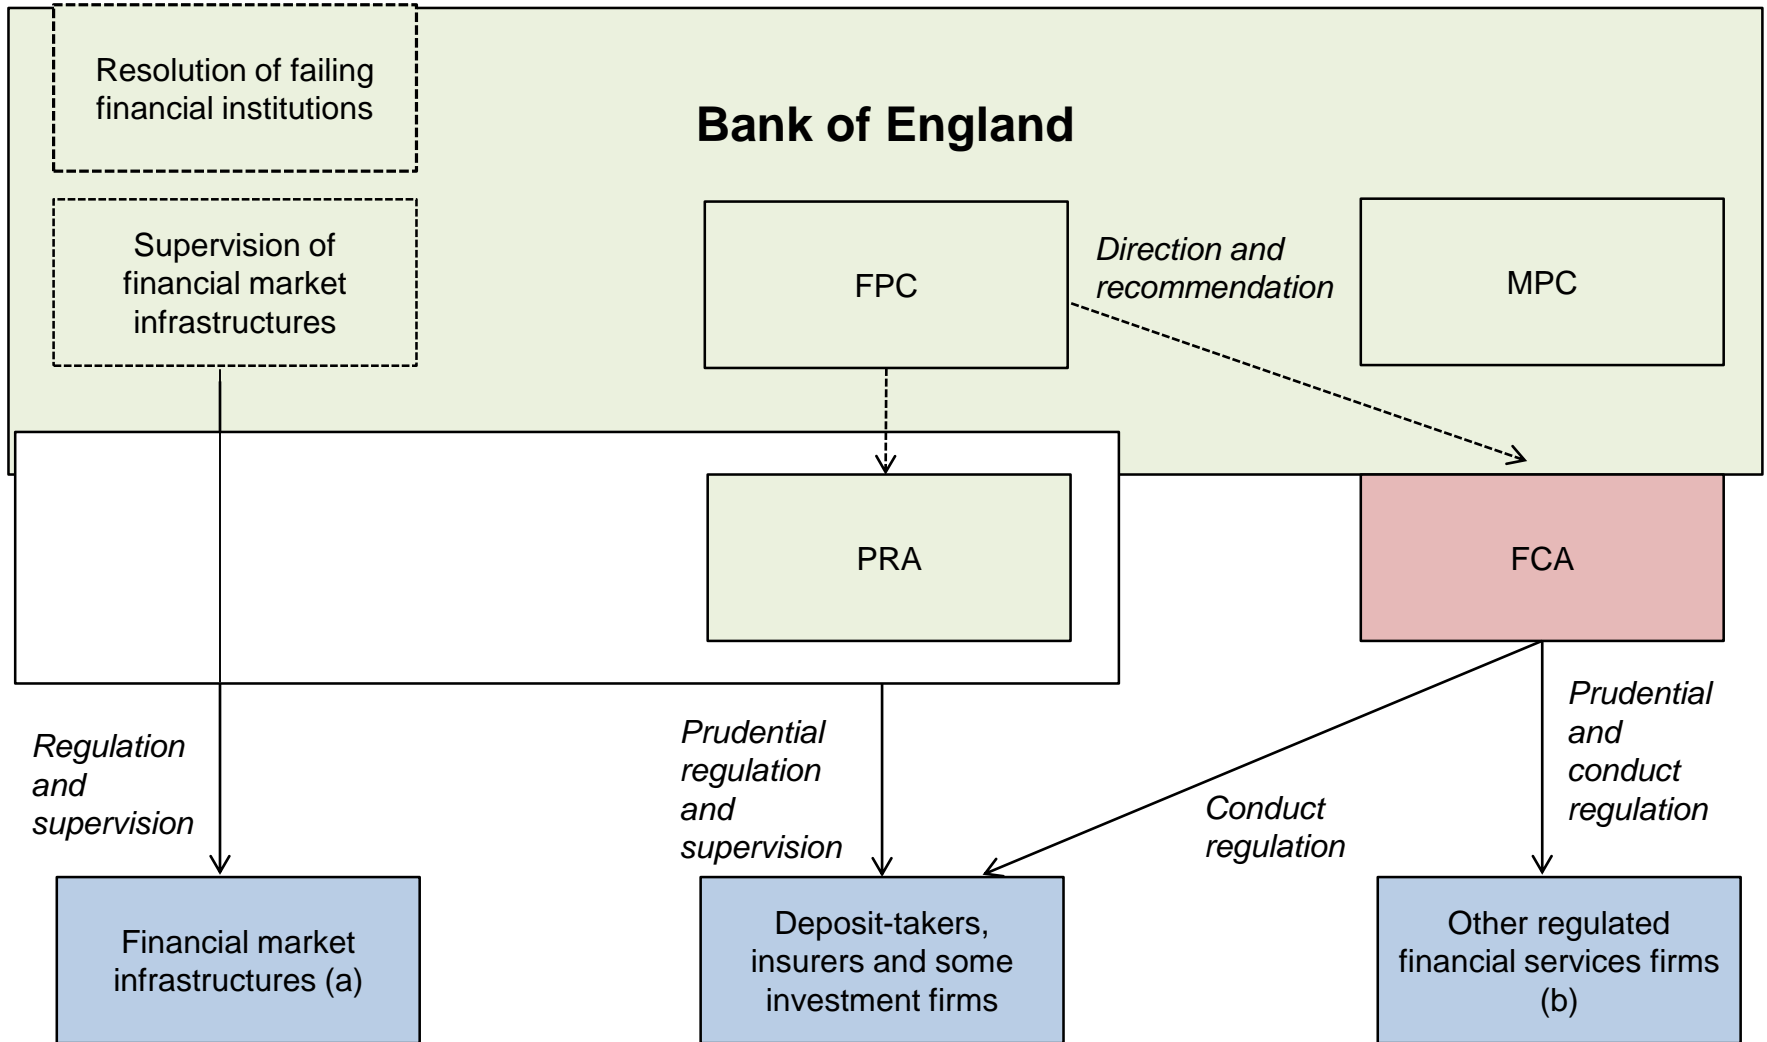 Resolution of failing
financial institutions
Bank of England
Supervision of
financial market
infrastructures
FPC
Direction and
recommendation
MPC
PRA
FCA
Regulation
and
supervision
Prudential
regulation
and
supervision
Conduct
regulation
Prudential
and
conduct
regulation
Financial market
infrastructures (a)
Deposit-takers,
insurers and some
investment firms
Other regulated
financial services firms
(b)